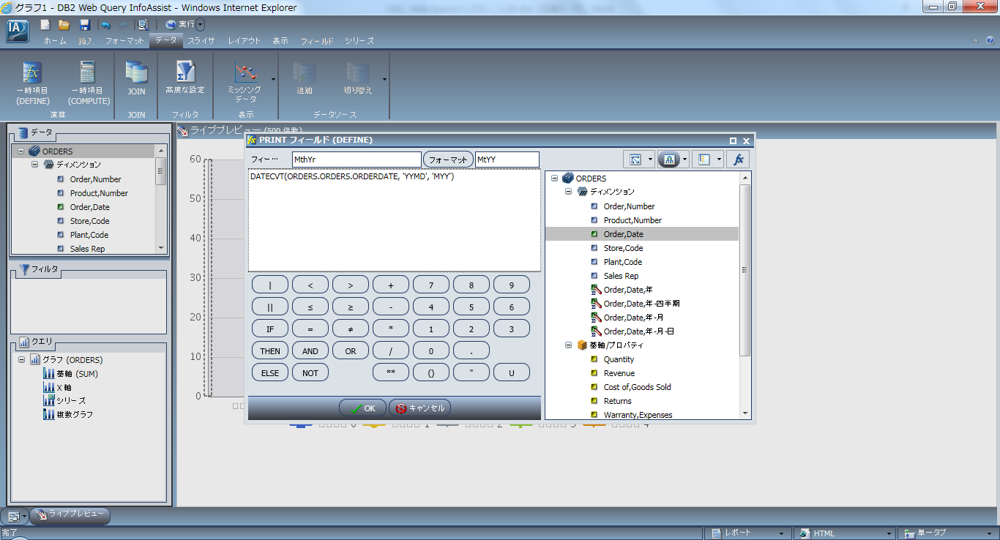 グラフ1 - DB2 Web Query InfoAssist - Windows Internet Explorer
IA
実行
ホーム 挿入 フォーマット データ スライサ レイアウト 表示 フィールド シリーズ
一時項目 (DEFINE)
一時項目 (COMPUTE)
JOIN
高度な設定
ミッシング データ
追加
切り替え
演算 JOIN フィルタ 表示 データソース
データ
ORDERS
ディメンション
Order,Number
Product,Number
Order,Date
Store,Code
Plant,Code
Sales Rep
フィルタ
クエリ
グラフ (ORDERS)
基軸 (SUM)
X 軸
シリーズ
複数グラフ
ライブプレビュー (500 件数)
60
50
40
30
20
10
0
PRINT フィールド (DEFINE)
フィー… MthYr フォーマット MtYY
DATECVT(ORDERS.ORDERS.ORDERDATE, 'YYMD', 'MYY')
| < > + 7 8 9
|| ≤ ≥ - 4 5 6
IF = ≠ * 1 2 3
THEN AND OR / 0 .
ELSE NOT ** () " U
OK キャンセル
fx
ORDERS
ディメンション
Order,Number
Product,Number
Order,Date
Store,Code
Plant,Code
Sales Rep
Order,Date,年
Order,Date,年-四半期
Order,Date,年-月
Order,Date,年-月-日
基軸/プロパティ
Quantity
Revenue
Cost of,Goods Sold
Returns
Warranty,Expenses
ライブプレビュー
完了 レポート HTML 単一タブ